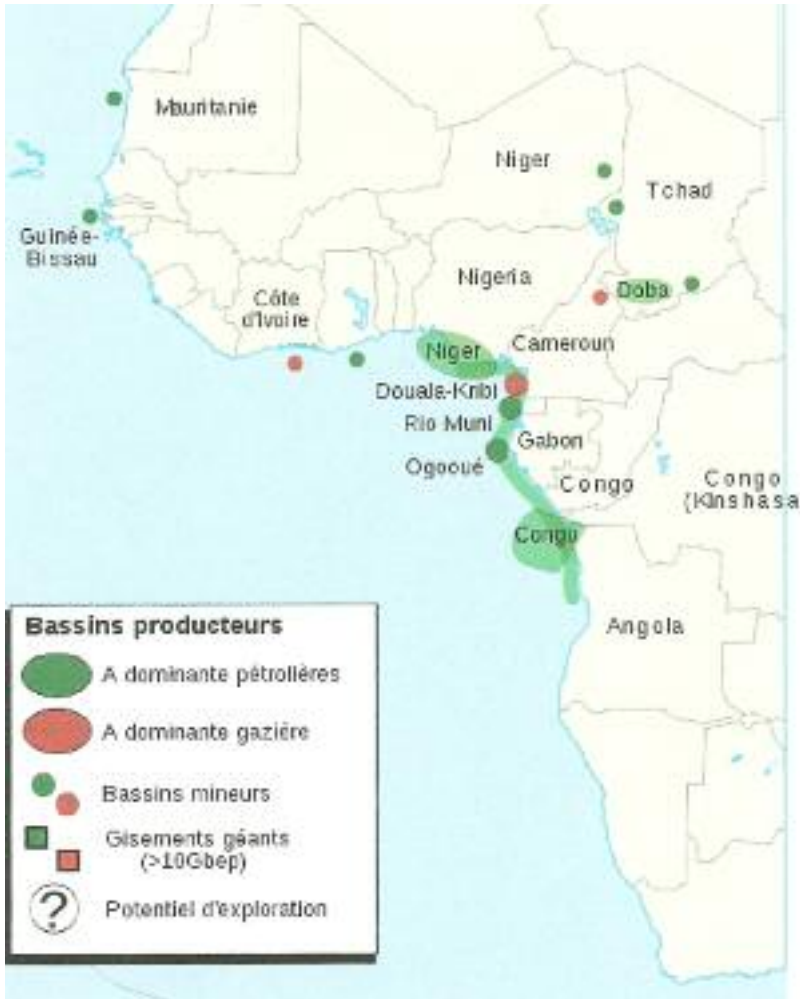 Mauritanie
Niger
Tchad
Guinée-
Bissau
Nigeria
Doba
Côte
d'Ivoire
Niger
Cameroun
Douala-Kribi
Rio Muni
Gabon
Ogooué
Congo
Congo
(Kinshasa
Congo
Angola
Bassins producteurs
A dominante pétrolières
A dominante gazière
Bassins mineurs
Gisements géants
(>10Gbep)
? Potentiel d'exploration